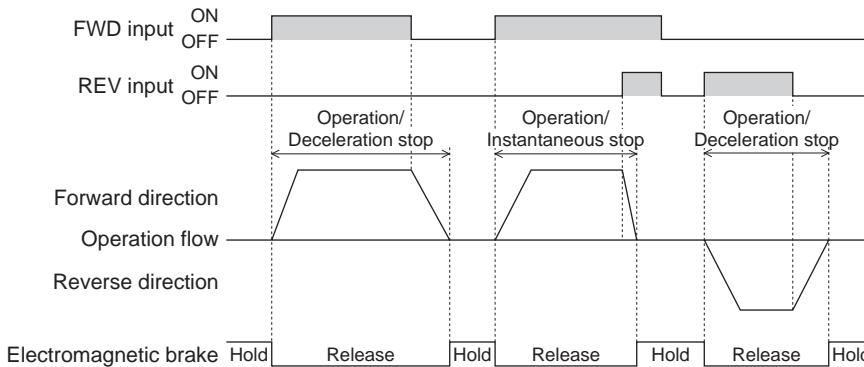 FWD input ON
OFF
REV input ON
OFF
Operation/
Deceleration stop
Operation/
Instantaneous stop
Operation/
Deceleration stop
Forward direction
Operation flow
Reverse direction
Electromagnetic brake Hold Release Hold Release Hold Release Hold